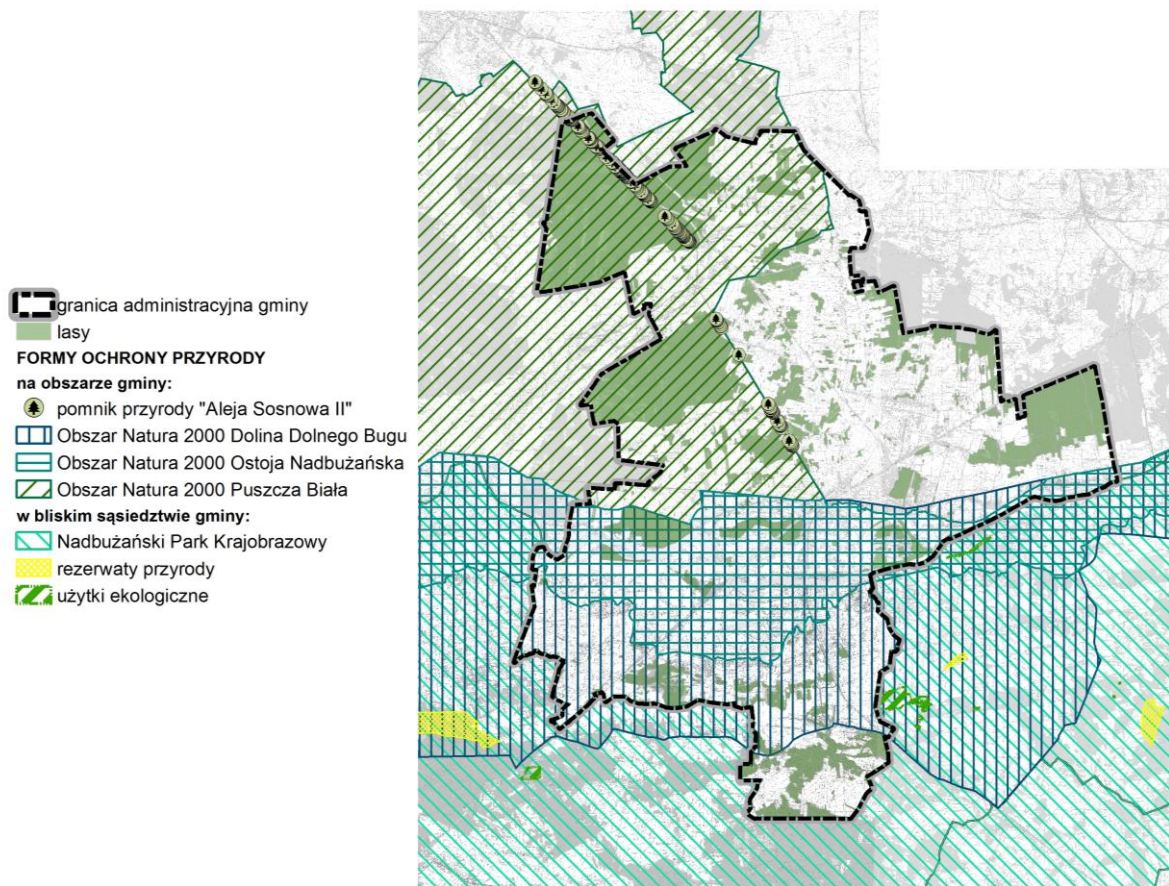 granica administracyjna gminy
lasy
FORMY OCHRONY PRZYRODY
na obszarze gminy:
pomnik przyrody "Aleja Sosnowa II"
Obszar Natura 2000 Dolina Dolnego Bugu
Obszar Natura 2000 Ostoja Nadbużańska
Obszar Natura 2000 Puszcza Biała
w bliskim sąsiedztwie gminy:
Nadbużański Park Krajobrazowy
rezerwaty przyrody
użytki ekologiczne